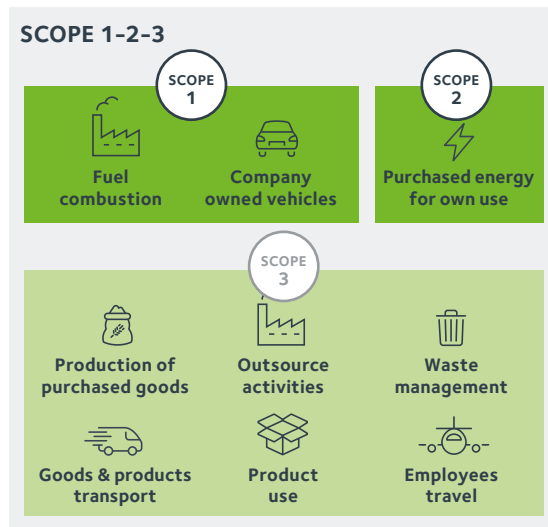 SCOPE 1-2-3
SCOPE
1
SCOPE
2
Fuel
combustion
Company
owned vehicles
Purchased energy
for own use
SCOPE
3
Production of
purchased goods
Outsource
activities
Waste
management
Goods & products
transport
Product
use
Employees
travel